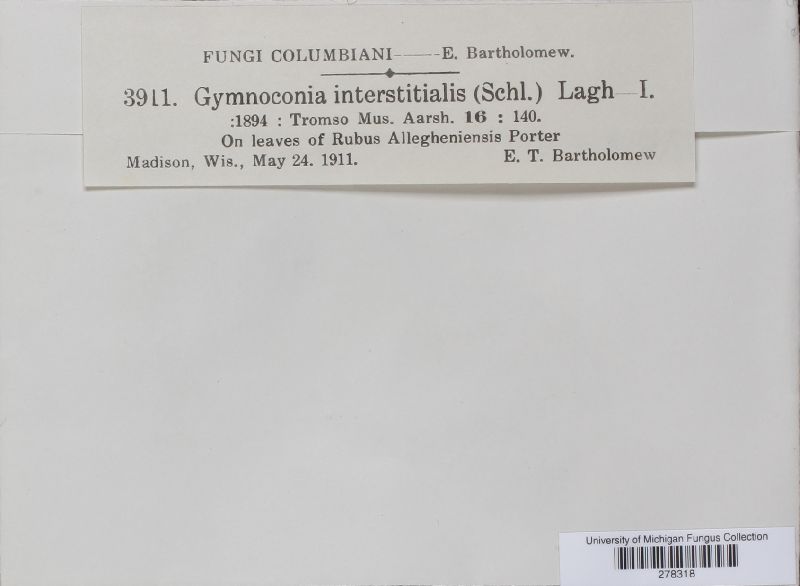 FUNGI COLUMBIANI——E. Bartholomew.
3911. Gymnoconia interstitialis (Schl.) Lagh—I.
:1894 : Tromso Mus. Aarsh. 16 : 140.
On leaves of Rubus Allegheniensis Porter
Madison, Wis., May 24. 1911. E. T. Bartholomew
University of Michigan Fungus Collection
278318